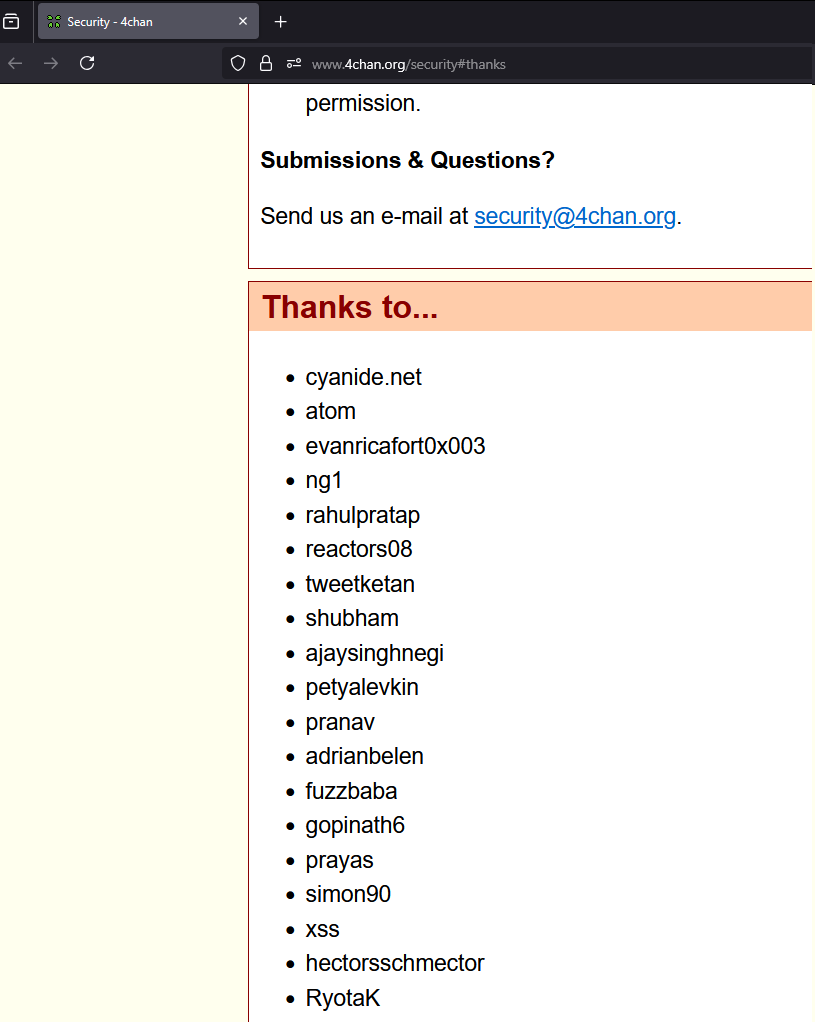 Security - 4chan
www.4chan.org/security#thanks
permission.
Submissions & Questions?
Send us an e-mail at security@4chan.org.
Thanks to...
cyanide.net
atom
evanricafort0x003
ng1
rahulpratap
reactors08
tweetketan
shubham
ajaysinghnegi
petyalevkin
pranav
adrianbelen
fuzzbaba
gopinath6
prayas
simon90
xss
hectorsschmector
RyotaK